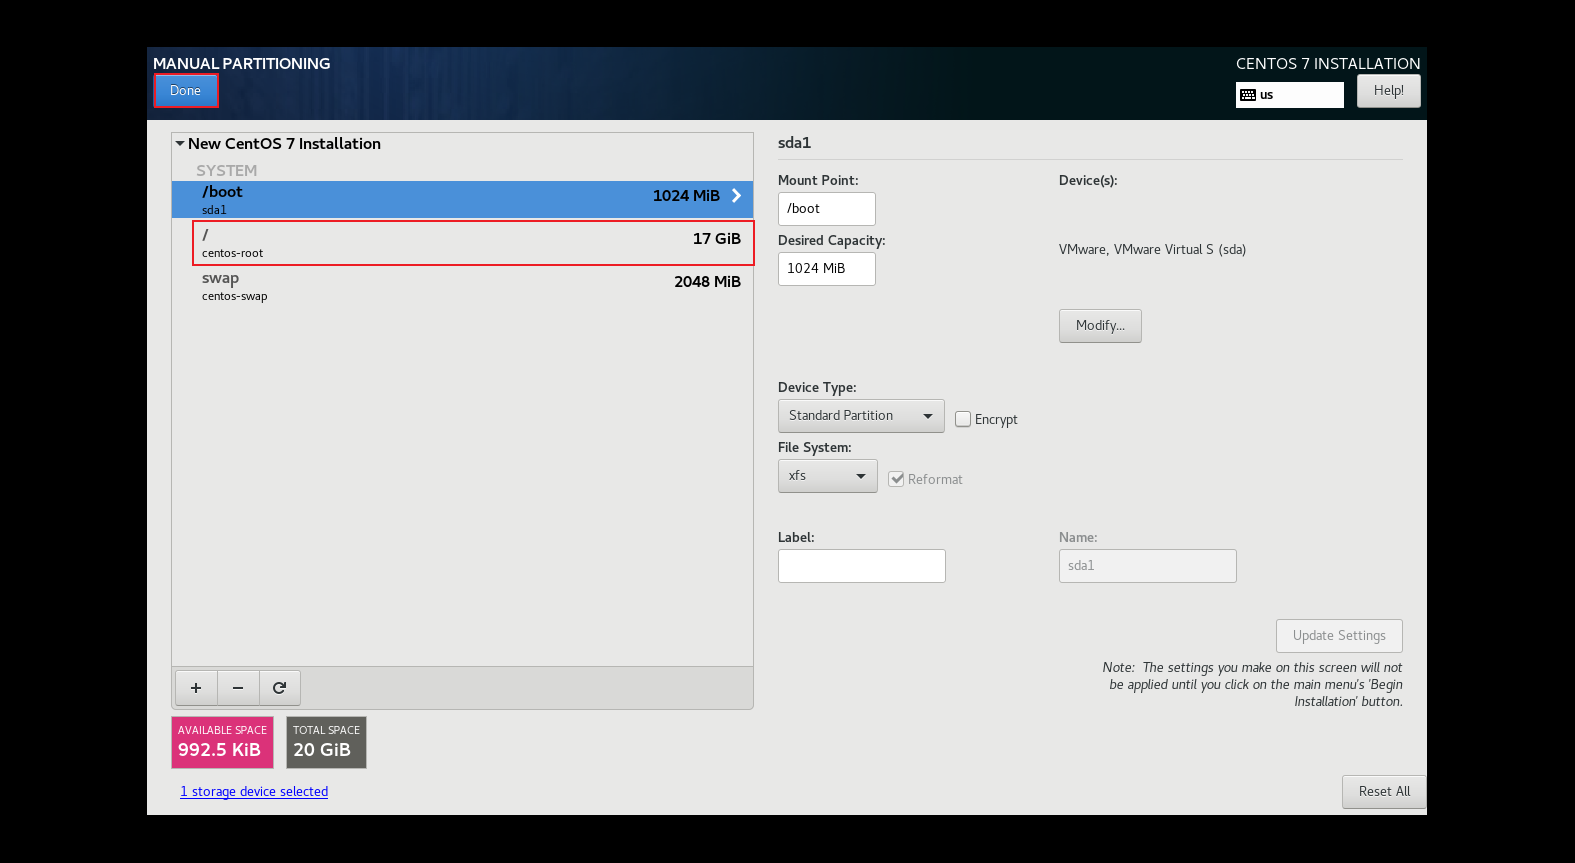 MANUAL PARTITIONING
Done
CENTOS 7 INSTALLATION
us
Help!
New CentOS 7 Installation
SYSTEM
/boot
1024 MiB
sda1
/
17 GiB
centos-root
swap
2048 MiB
centos-swap
+ −
AVAILABLE SPACE
992.5 KiB
TOTAL SPACE
20 GiB
1 storage device selected
sda1
Mount Point:
/boot
Desired Capacity:
1024 MiB
Device(s):
VMware, VMware Virtual S (sda)
Modify...
Device Type:
Standard Partition
Encrypt
File System:
xfs
Reformat
Label:
Name:
sda1
Update Settings
Note: The settings you make on this screen will not
be applied until you click on the main menu's 'Begin
Installation' button.
Reset All